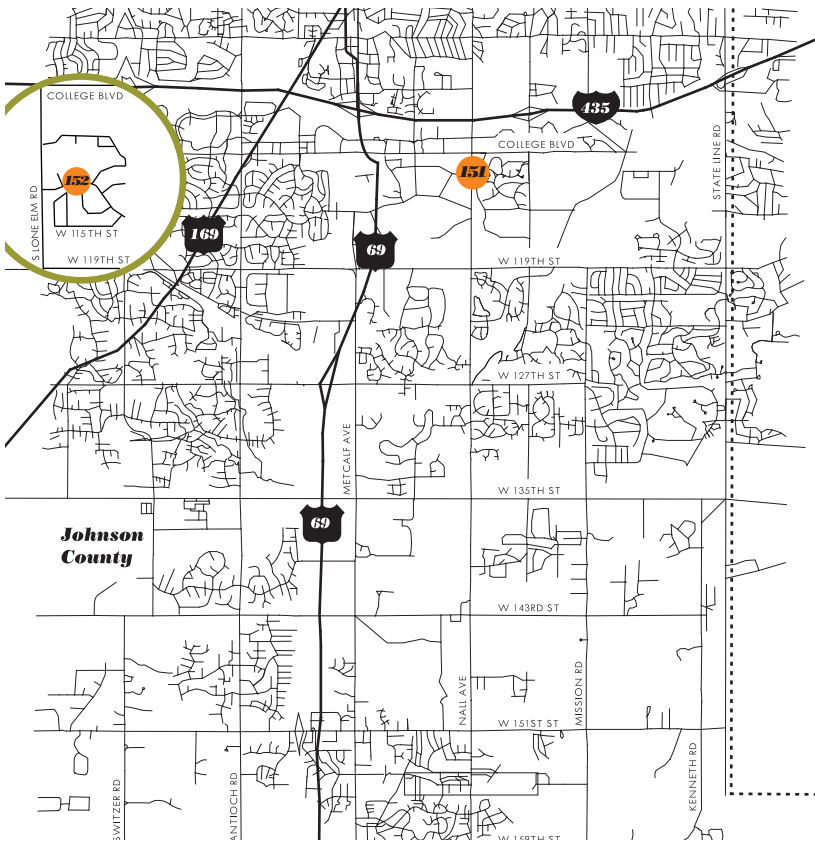 COLLEGE BLVD
435
COLLEGE BLVD
STATE LINE RD
151
152
S LONE ELM RD
W 115TH ST
169
69
W 119TH ST
W 119TH ST
W 127TH ST
METCALF AVE
W 135TH ST
69
Johnson
County
W 143RD ST
NALL AVE
MISSION RD
W 151ST ST
KENNETH RD
SWITZER RD
ANTIOCH RD
W 159TH ST